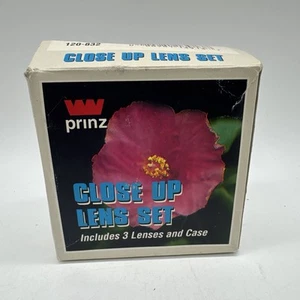 120-832
CLOSE UP LENS SET
prinz
CLOSE UP
LENS SET
Includes 3 Lenses and Case